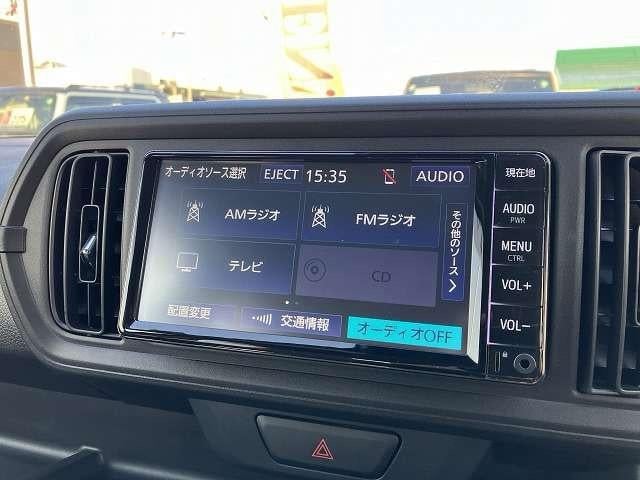 オーディオソース選択 EJECT 15:35 AUDIO
AMラジオ FMラジオ
テレビ CD
その他のソース
配置変更 交通情報 オーディオOFF
現在地
AUDIO
PWR
MENU
CTRL
VOL+
VOL−